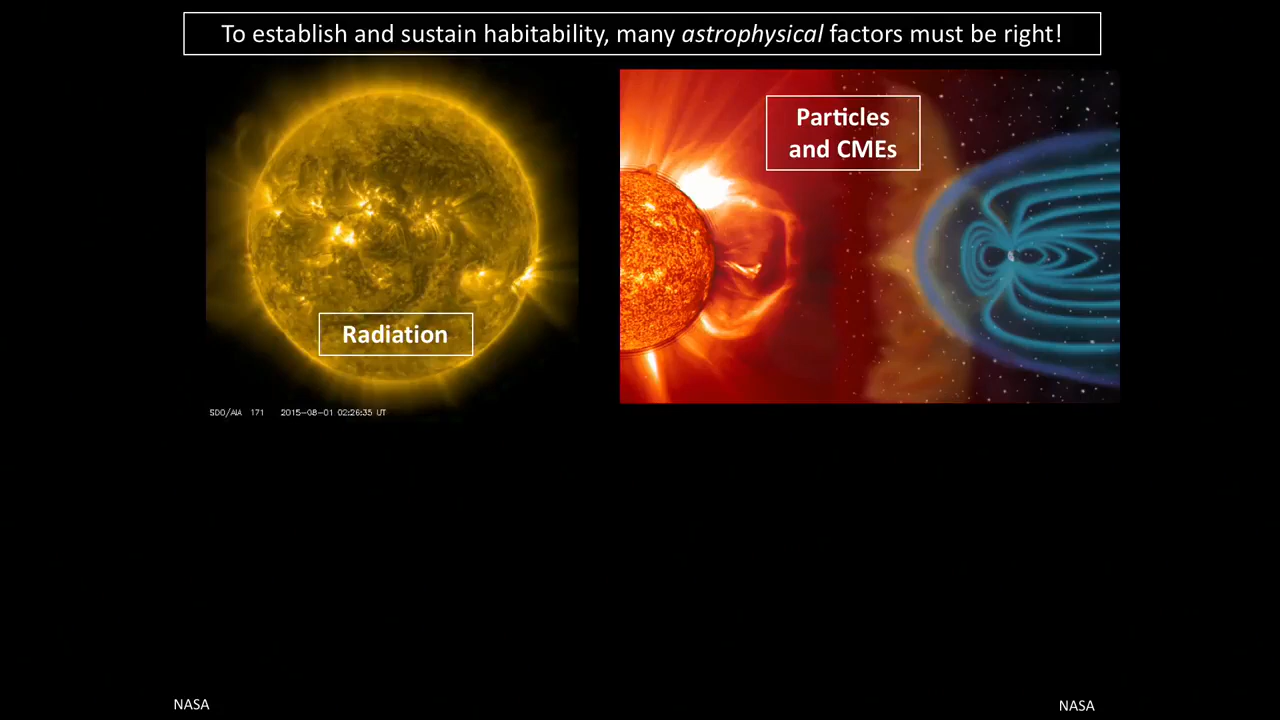 To establish and sustain habitability, many astrophysical factors must be right!
Particles
and CMEs
Radiation
SDO/AIA 171 2015-08-01 02:26:35 UT
NASA
NASA